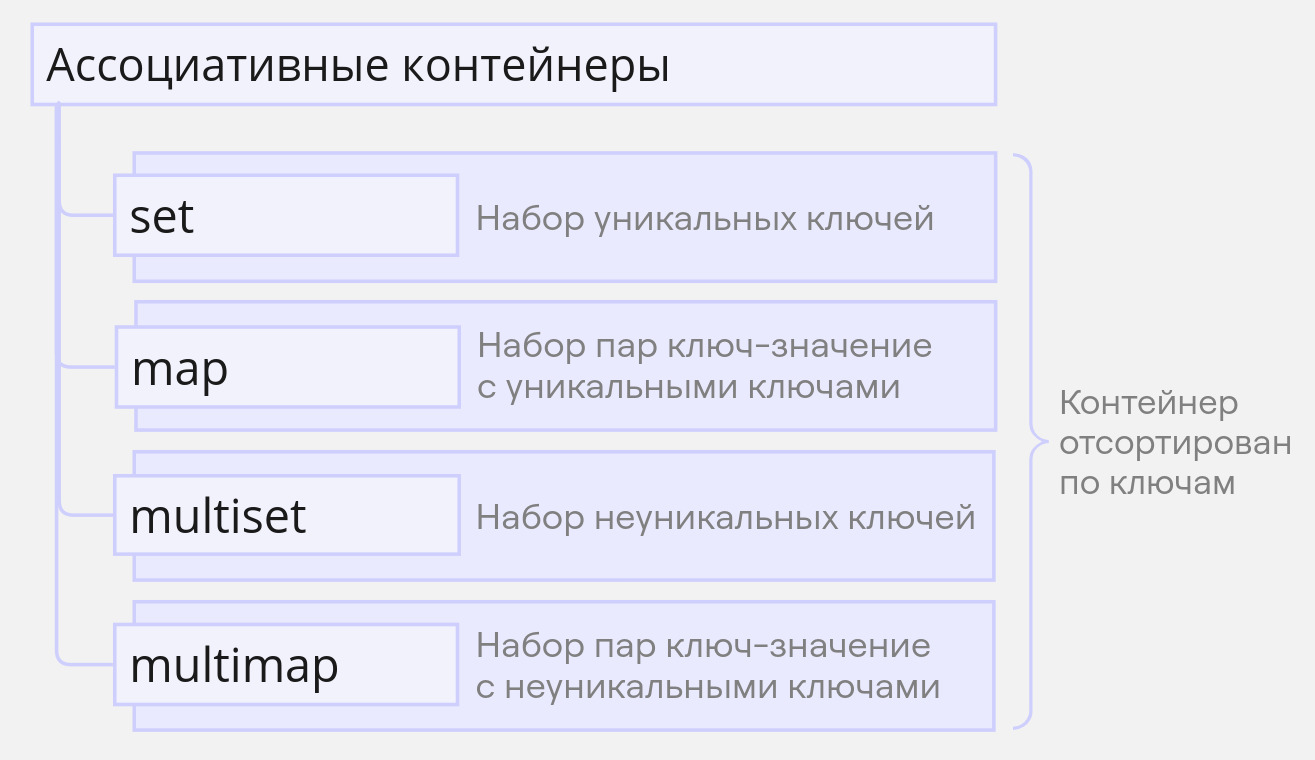 Ассоциативные контейнеры
set
Набор уникальных ключей
map
Набор пар ключ-значение
с уникальными ключами
multiset
Набор неуникальных ключей
multimap
Набор пар ключ-значение
с неуникальными ключами
Контейнер
отсортирован
по ключам